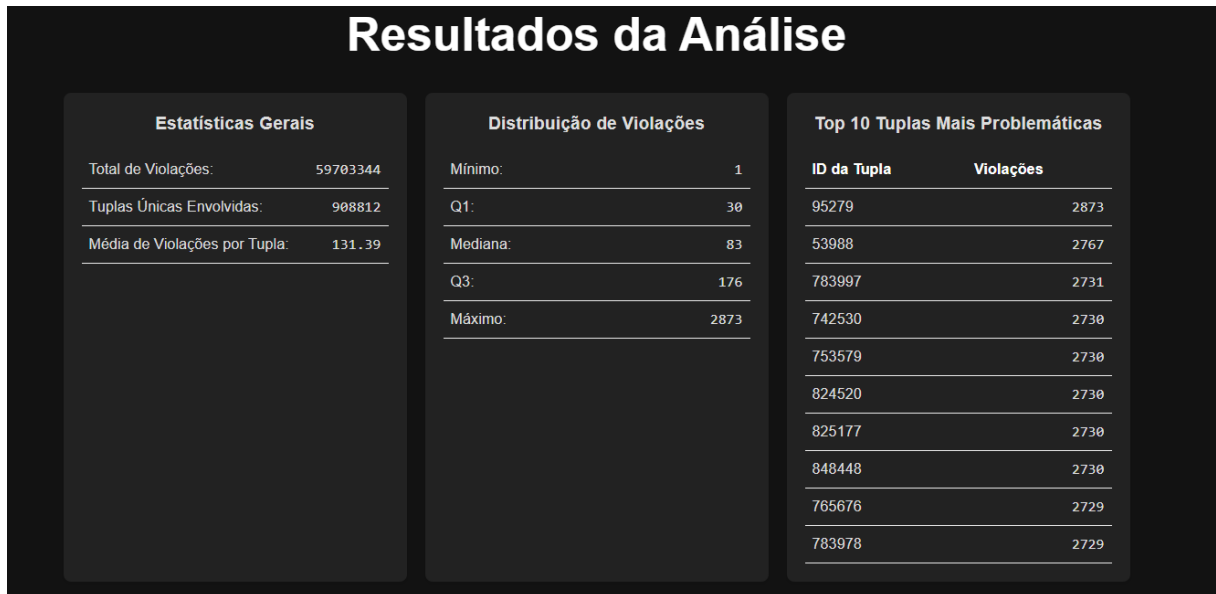 Resultados da Análise
Estatísticas Gerais
Total de Violações: 59703344
Tuplas Únicas Envolvidas: 908812
Média de Violações por Tupla: 131.39
Distribuição de Violações
Mínimo: 1
Q1: 30
Mediana: 83
Q3: 176
Máximo: 2873
Top 10 Tuplas Mais Problemáticas
ID da Tupla Violações
95279 2873
53988 2767
783997 2731
742530 2730
753579 2730
824520 2730
825177 2730
848448 2730
765676 2729
783978 2729